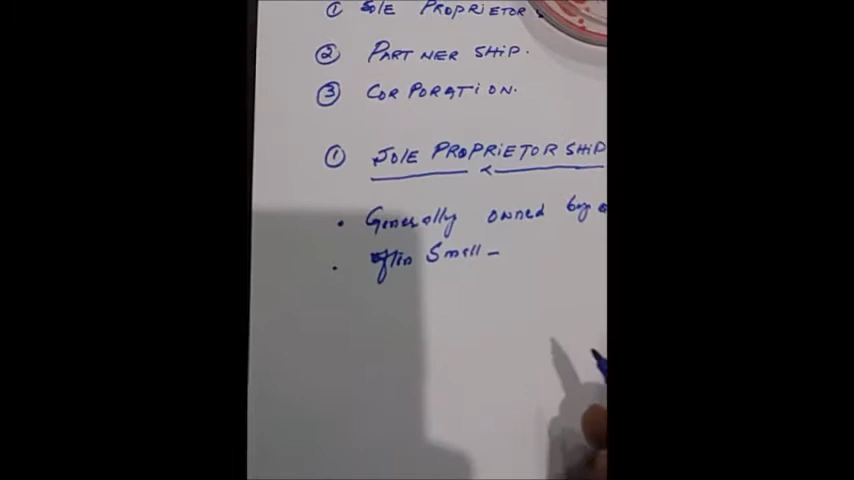 ① SOLE PROPRIETOR
② PARTNER SHIP.
③ CORPORATION.
① SOLE PROPRIETOR SHIP
• Generally owned by
• often Small –